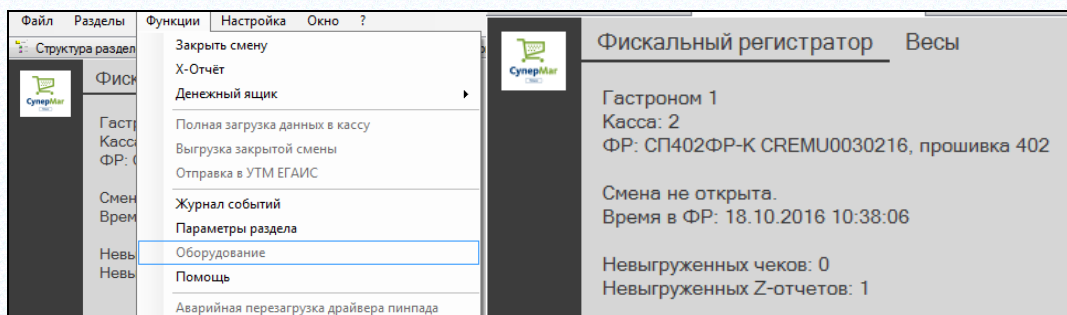 Файл Разделы Функции Настройка Окно ?
Структура раздел
Закрыть смену
X-Отчёт
Денежный ящик
Полная загрузка данных в кассу
Выгрузка закрытой смены
Отправка в УТМ ЕГАИС
Журнал событий
Параметры раздела
Оборудование
Помощь
Аварийная перезагрузка драйвера пинпада
СуперМаг
Фиск
Гастр
Касса
ФР: С
Смен
Врем
Невы
Невы
СуперМаг
Фискальный регистратор Весы
Гастроном 1
Касса: 2
ФР: СП402ФР-К CREMU0030216, прошивка 402
Смена не открыта.
Время в ФР: 18.10.2016 10:38:06
Невыгруженных чеков: 0
Невыгруженных Z-отчетов: 1